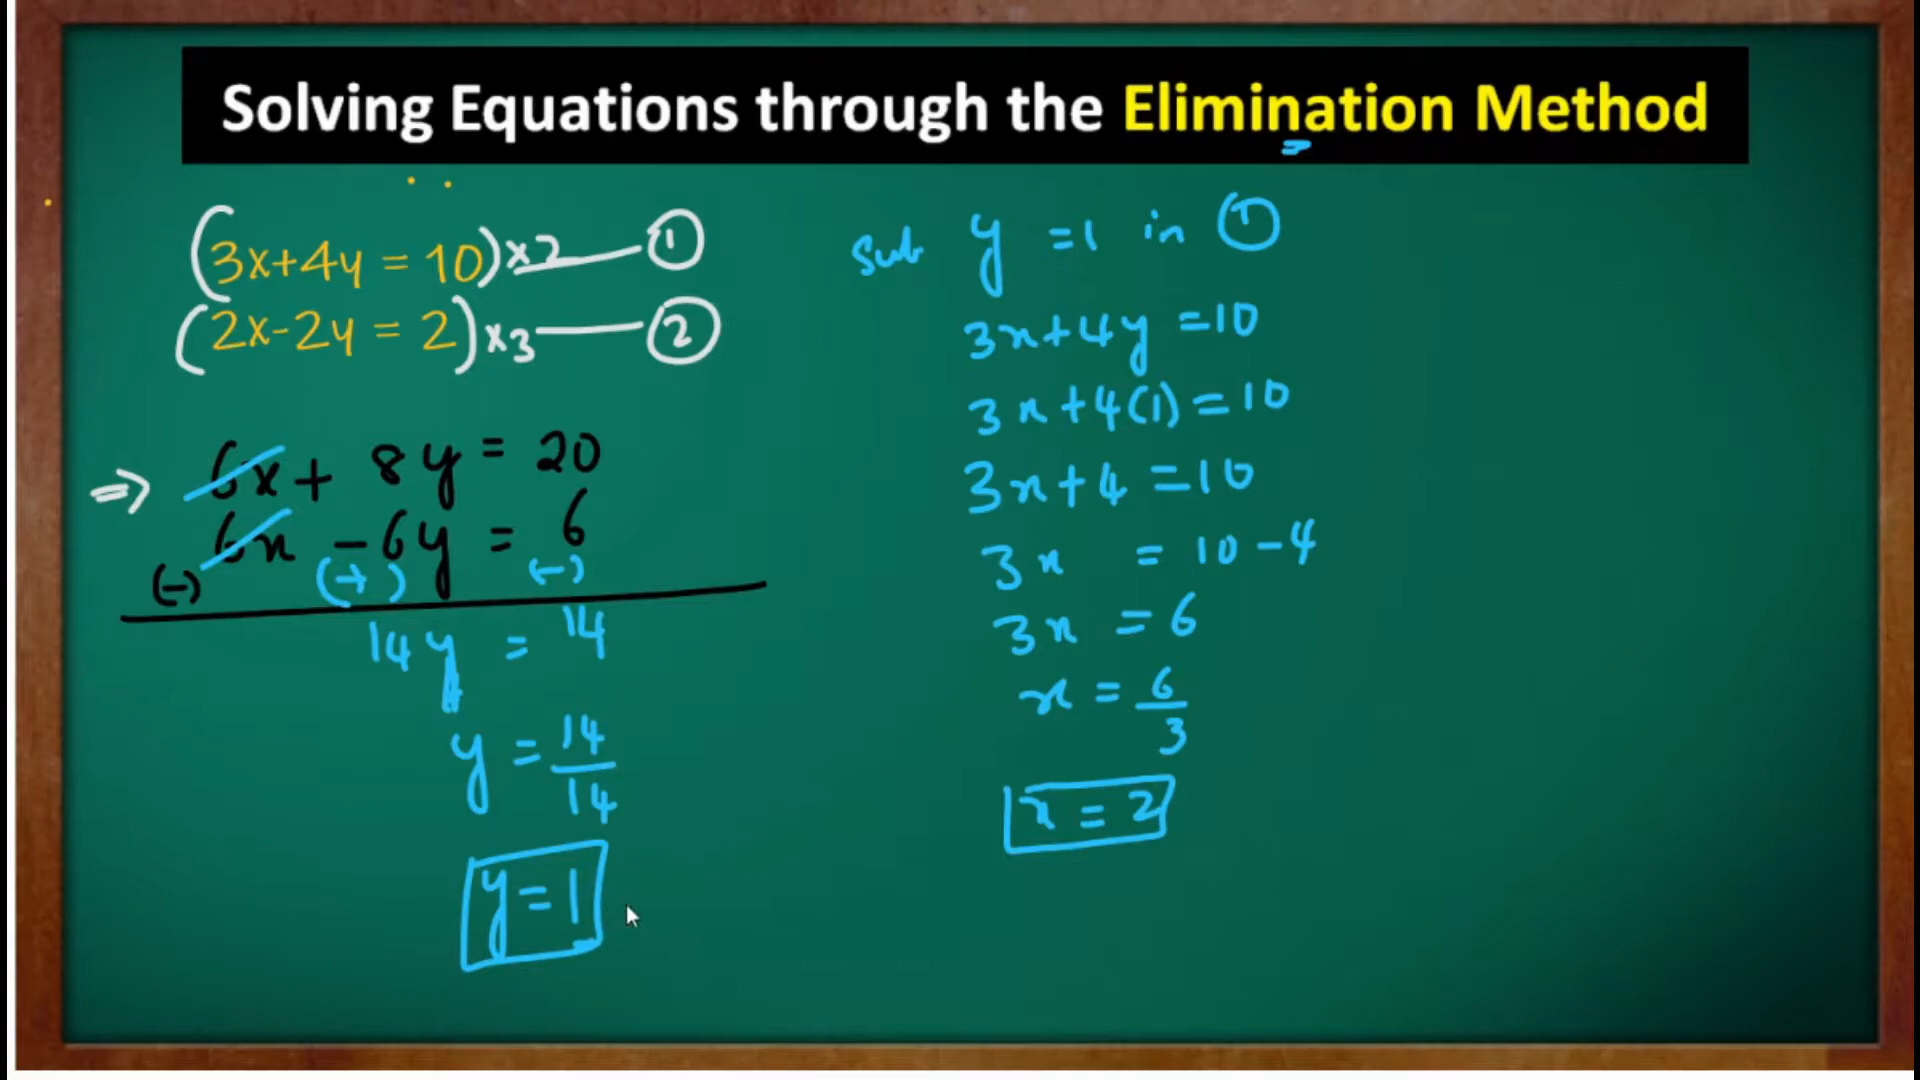 Solving Equations through the Elimination Method
(3x+4y = 10)×2 — ①
(2x-2y = 2)×3 — ②
⇒ 6x + 8y = 20
6x - 6y = 6
(-) (+) (-)
14y = 14
y = 14/14
y = 1
Sub y = 1 in ①
3x+4y = 10
3x+4(1) = 10
3x+4 = 10
3x = 10-4
3x = 6
x = 6/3
x = 2